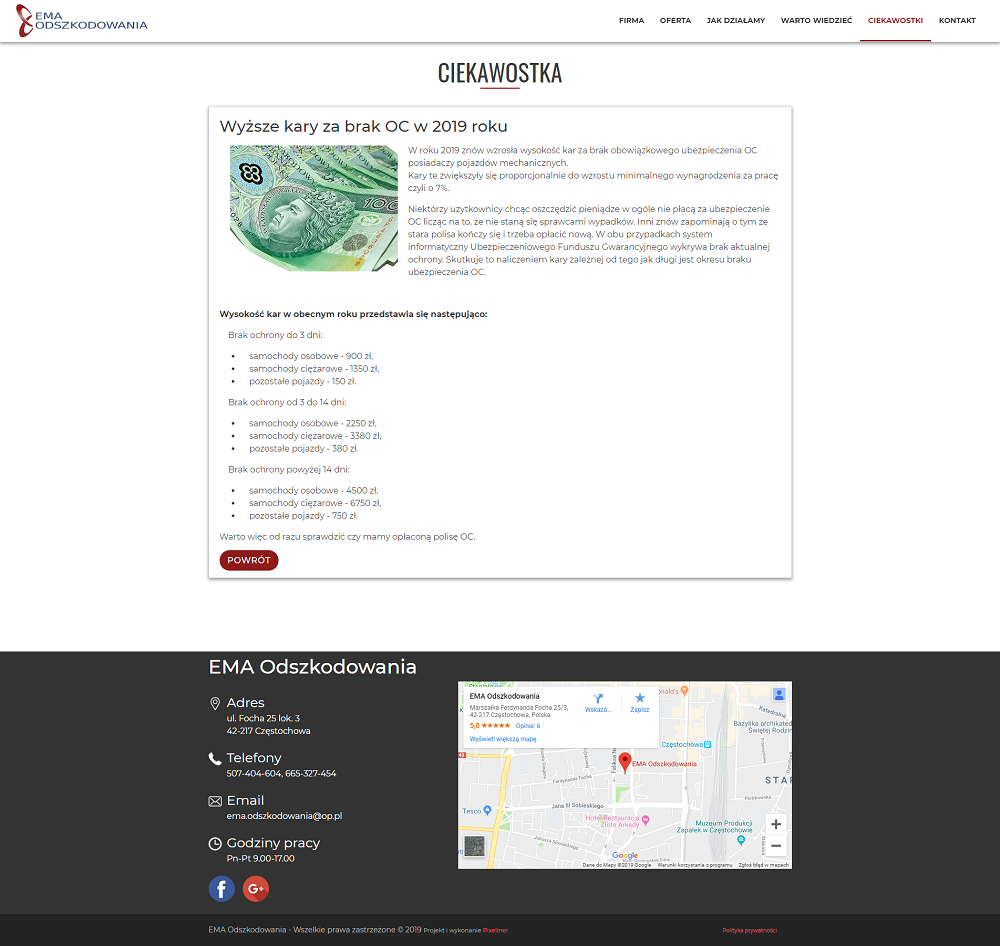 EMA
ODSZKODOWANIA
FIRMA
OFERTA
JAK DZIAŁAMY
WARTO WIEDZIEĆ
CIEKAWOSTKI
KONTAKT
CIEKAWOSTKA
Wyższe kary za brak OC w 2019 roku
W roku 2019 znów wzrosła wysokość kar za brak obowiązkowego ubezpieczenia OC
posiadaczy pojazdów mechanicznych.
Kary te zwiększyły się proporcjonalnie do wzrostu minimalnego wynagrodzenia za pracę
czyli o 7%.
Niektórzy uzytkownicy chcąc oszczędzić pieniądze w ogóle nie płacą za ubezpieczenie
OC licząc na to, że nie staną się sprawcami wypadków. Inni znów zapominają o tym że
stara polisa kończy się i trzeba opłacić nową. W obu przypadkach system
informatyczny Ubezpieczeniowego Funduszu Gwarancyjnego wykrywa brak aktualnej
ochrony. Skutkuje to naliczeniem kary zależnej od tego jak długi jest okresu braku
ubezpieczenia OC.
Wysokość kar w obecnym roku przedstawia się następująco:
Brak ochrony do 3 dni:
• samochody osobowe - 900 zł,
• samochody ciężarowe - 1350 zł,
• pozostałe pojazdy - 150 zł.
Brak ochrony od 3 do 14 dni:
• samochody osobowe - 2250 zł,
• samochody ciężarowe - 3380 zł,
• pozostałe pojazdy - 380 zł.
Brak ochrony powyżej 14 dni:
• samochody osobowe - 4500 zł,
• samochody ciężarowe - 6750 zł,
• pozostałe pojazdy - 750 zł.
Warto więc od razu sprawdzić czy mamy opłaconą polisę OC.
POWRÓT
EMA Odszkodowania
Adres
ul. Focha 25 lok. 3
42-217 Częstochowa
Telefony
507-404-604, 665-327-454
Email
ema.odszkodowania@op.pl
Godziny pracy
Pn-Pt 9.00-17.00
EMA Odszkodowania
Marszałka Ferdynanda Focha 25/3,
42-217 Częstochowa, Polska
5,0 ★★★★★ Opinie: 6
Wyświetl większą mapę
Wskazó...
Zapisz
Katedralna
Bazylika archikated
Świętej Rodzin
Częstochowa
EMA Odszkodowania
Ferdynanda Focha
Jana III Sobieskiego
Piotrkowska
Tesco
Hotel Restauracja
Złote Arkady
Muzeum Produkcji
Zapałek w Częstochowie
Juliusza Słowackiego
Google
Dane do Mapy ©2019 Google
Warunki korzystania z programu
Zgłoś błąd w mapach
EMA Odszkodowania - Wszelkie prawa zastrzeżone © 2019 Projekt i wykonanie Pixeliner
Polityka prywatności